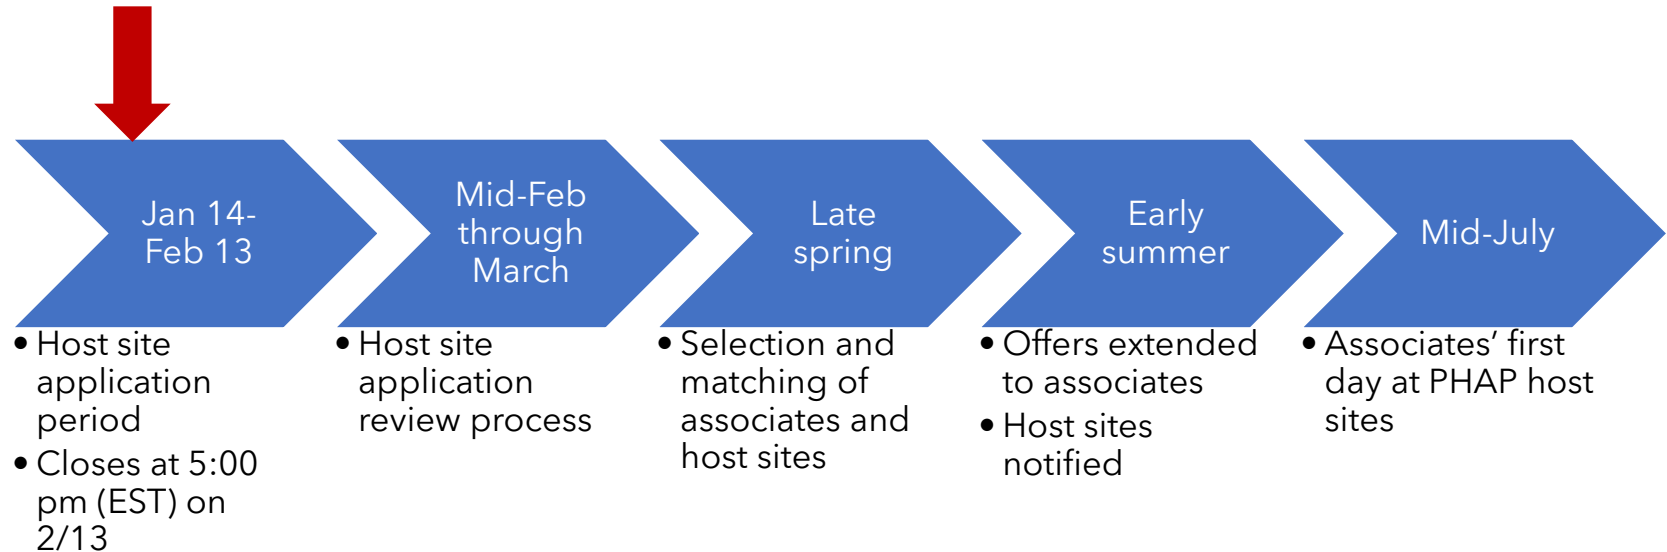 Jan 14-
Feb 13
• Host site
application
period
• Closes at 5:00
pm (EST) on
2/13
Mid-Feb
through
March
• Host site
application
review process
Late
spring
• Selection and
matching of
associates and
host sites
Early
summer
• Offers extended
to associates
• Host sites
notified
Mid-July
• Associates’ first
day at PHAP host
sites